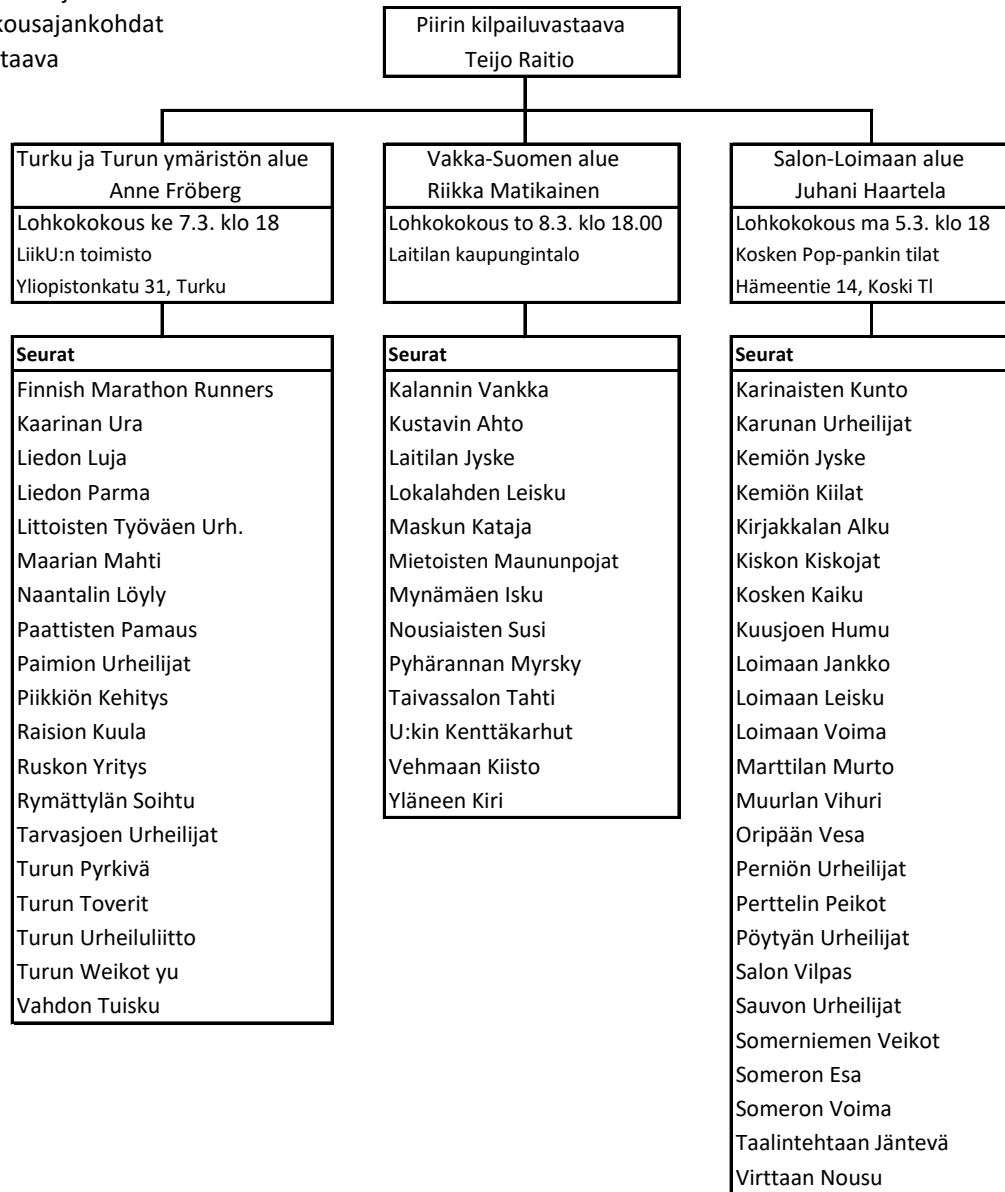 kousajankohdat
taava
Piirin kilpailuvastaava
Teijo Raitio
Turku ja Turun ympäristön alue
Anne Fröberg
Lohkokokous ke 7.3. klo 18
LiikU:n toimisto
Yliopistonkatu 31, Turku
Seurat
Finnish Marathon Runners
Kaarinan Ura
Liedon Luja
Liedon Parma
Littoisten Työväen Urh.
Maarian Mahti
Naantalin Löyly
Paattisten Pamaus
Paimion Urheilijat
Piikkiön Kehitys
Raision Kuula
Ruskon Yritys
Rymättylän Soihtu
Tarvasjoen Urheilijat
Turun Pyrkivä
Turun Toverit
Turun Urheiluliitto
Turun Weikot yu
Vahdon Tuisku
Vakka-Suomen alue
Riikka Matikainen
Lohkokokous to 8.3. klo 18.00
Laitilan kaupungintalo
Seurat
Kalannin Vankka
Kustavin Ahto
Laitilan Jyske
Lokalahden Leisku
Maskun Kataja
Mietoisten Maununpojat
Mynämäen Isku
Nousiaisten Susi
Pyhärannan Myrsky
Taivassalon Tahti
U:kin Kenttäkarhut
Vehmaan Kiisto
Yläneen Kiri
Salon-Loimaan alue
Juhani Haartela
Lohkokokous ma 5.3. klo 18
Kosken Pop-pankin tilat
Hämeentie 14, Koski Tl
Seurat
Karinaisten Kunto
Karunan Urheilijat
Kemiön Jyske
Kemiön Kiilat
Kirjakkalan Alku
Kiskon Kiskojat
Kosken Kaiku
Kuusjoen Humu
Loimaan Jankko
Loimaan Leisku
Loimaan Voima
Marttilan Murto
Muurlan Vihuri
Oripään Vesa
Perniön Urheilijat
Perttelin Peikot
Pöytyän Urheilijat
Salon Vilpas
Sauvon Urheilijat
Somerniemen Veikot
Someron Esa
Someron Voima
Taalintehtaan Jäntevä
Virttaan Nousu